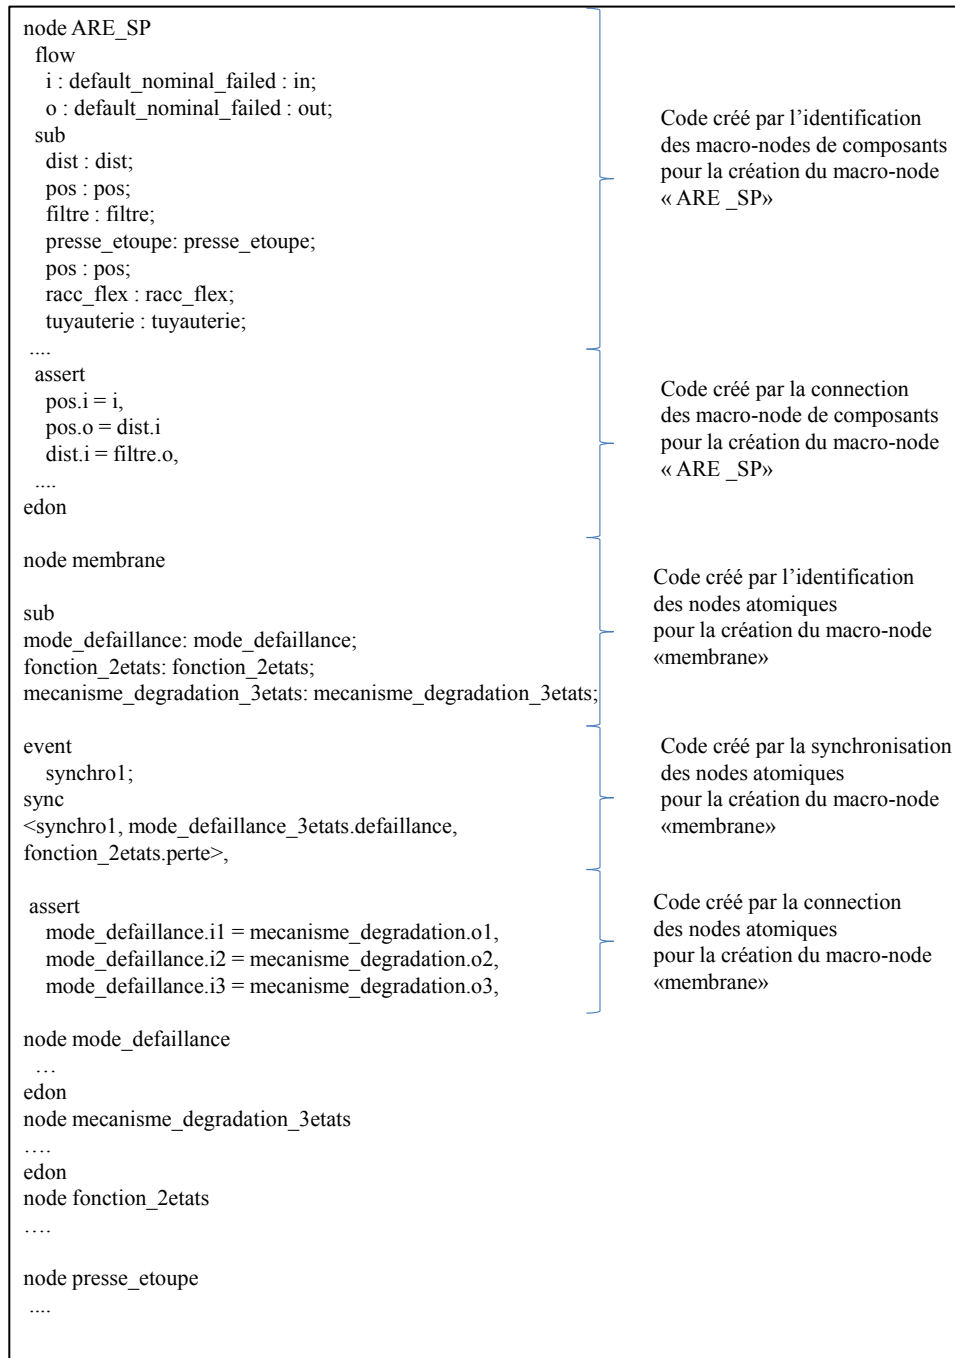 node ARE_SP
flow
i : default_nominal_failed : in;
o : default_nominal_failed : out;
sub
dist : dist;
pos : pos;
filtre : filtre;
presse_etoupe: presse_etoupe;
pos : pos;
racc_flex : racc_flex;
tuyauterie : tuyauterie;
....
Code créé par l’identification
des macro-nodes de composants
pour la création du macro-node
« ARE _SP»
assert
pos.i = i,
pos.o = dist.i
dist.i = filtre.o,
....
edon
Code créé par la connection
des macro-node de composants
pour la création du macro-node
« ARE _SP»
node membrane
sub
mode_defaillance: mode_defaillance;
fonction_2etats: fonction_2etats;
mecanisme_degradation_3etats: mecanisme_degradation_3etats;
Code créé par l’identification
des nodes atomiques
pour la création du macro-node
«membrane»
event
synchro1;
sync
<synchro1, mode_defaillance_3etats.defaillance,
fonction_2etats.perte>,
Code créé par la synchronisation
des nodes atomiques
pour la création du macro-node
«membrane»
assert
mode_defaillance.i1 = mecanisme_degradation.o1,
mode_defaillance.i2 = mecanisme_degradation.o2,
mode_defaillance.i3 = mecanisme_degradation.o3,
Code créé par la connection
des nodes atomiques
pour la création du macro-node
«membrane»
node mode_defaillance
…
edon
node mecanisme_degradation_3etats
….
edon
node fonction_2etats
….
node presse_etoupe
....